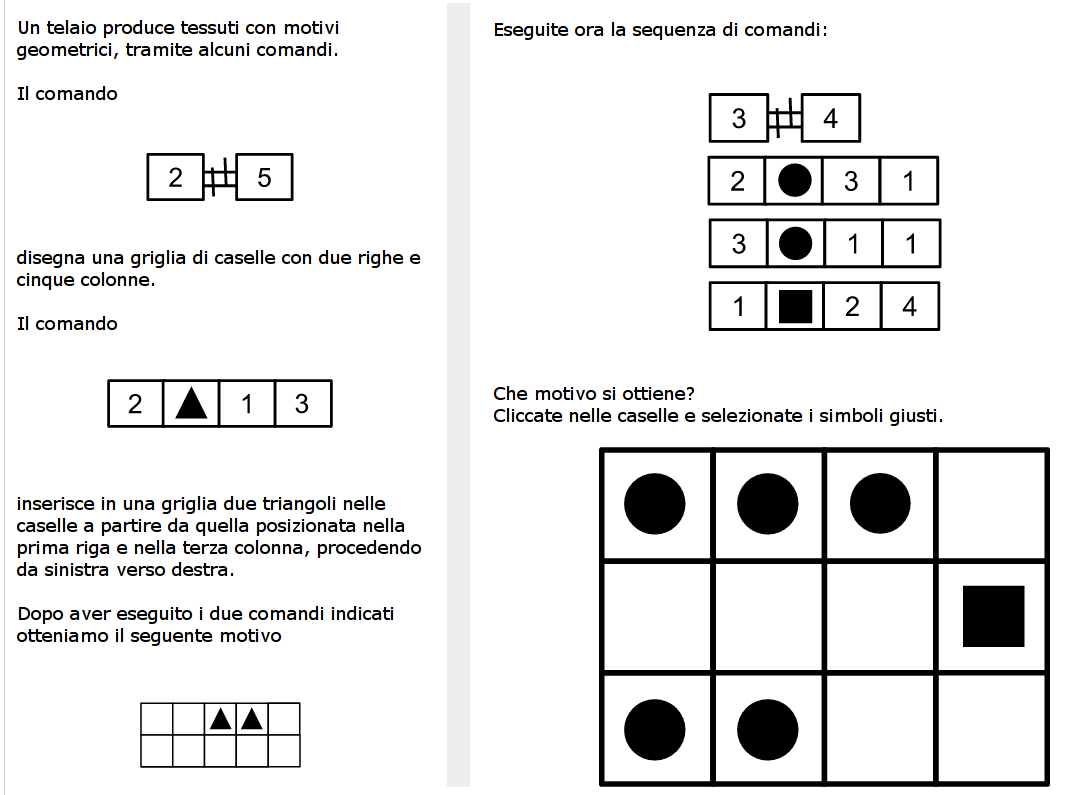 Un telaio produce tessuti con motivi
geometrici, tramite alcuni comandi.
Il comando
2 5
disegna una griglia di caselle con due righe e
cinque colonne.
Il comando
2 1 3
inserisce in una griglia due triangoli nelle
caselle a partire da quella posizionata nella
prima riga e nella terza colonna, procedendo
da sinistra verso destra.
Dopo aver eseguito i due comandi indicati
otteniamo il seguente motivo
Eseguite ora la sequenza di comandi:
3 4
2 3 1
3 1 1
1 2 4
Che motivo si ottiene?
Cliccate nelle caselle e selezionate i simboli giusti.